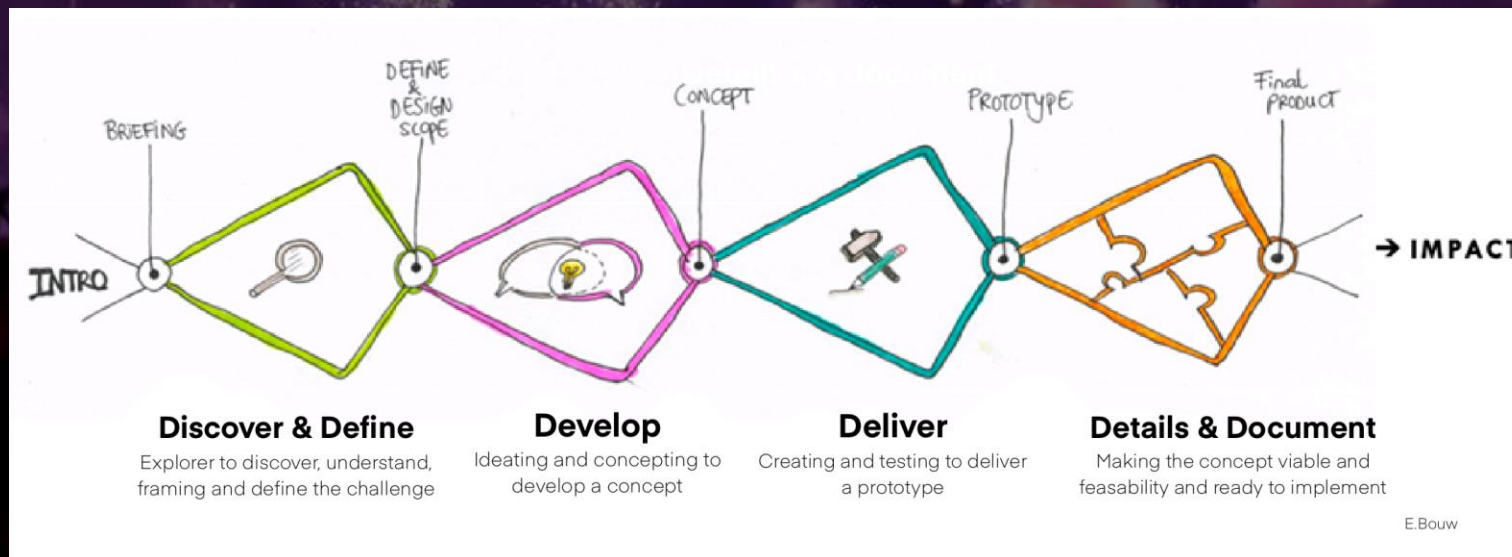 BRIEFING
DEFINE
&
DESIGN
SCOPE
CONCEPT
PROTOTYPE
Final
PRODUCT
INTRO
→ IMPACT
Discover & Define
Explorer to discover, understand,
framing and define the challenge
Develop
Ideating and concepting to
develop a concept
Deliver
Creating and testing to deliver
a prototype
Details & Document
Making the concept viable and
feasability and ready to implement
E.Bouw